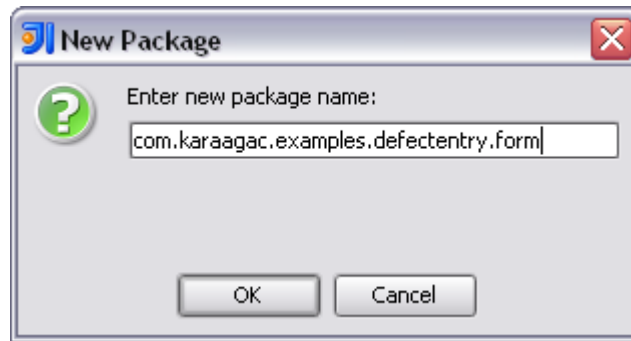 New Package
Enter new package name:
com.karaagac.examples.defectentry.form
OK
Cancel